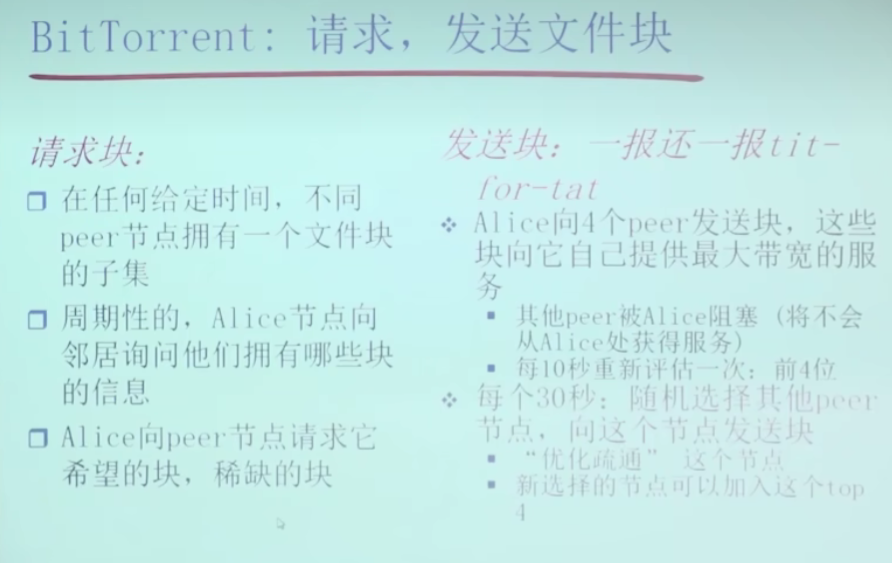 BitTorrent: 请求，发送文件块
请求块:
在任何给定时间，不同
peer节点拥有一个文件块
的子集
周期性的，Alice节点向
邻居询问他们拥有哪些块
的信息
Alice向peer节点请求它
希望的块，稀缺的块
发送块: 一报还一报tit-
for-tat
Alice向4个peer发送块，这些
块向它自己提供最大带宽的服
务
其他peer被Alice阻塞 (将不会
从Alice处获得服务)
每10秒重新评估一次: 前4位
每个30秒: 随机选择其他peer
节点，向这个节点发送块
“优化疏通” 这个节点
新选择的节点可以加入这个top
4